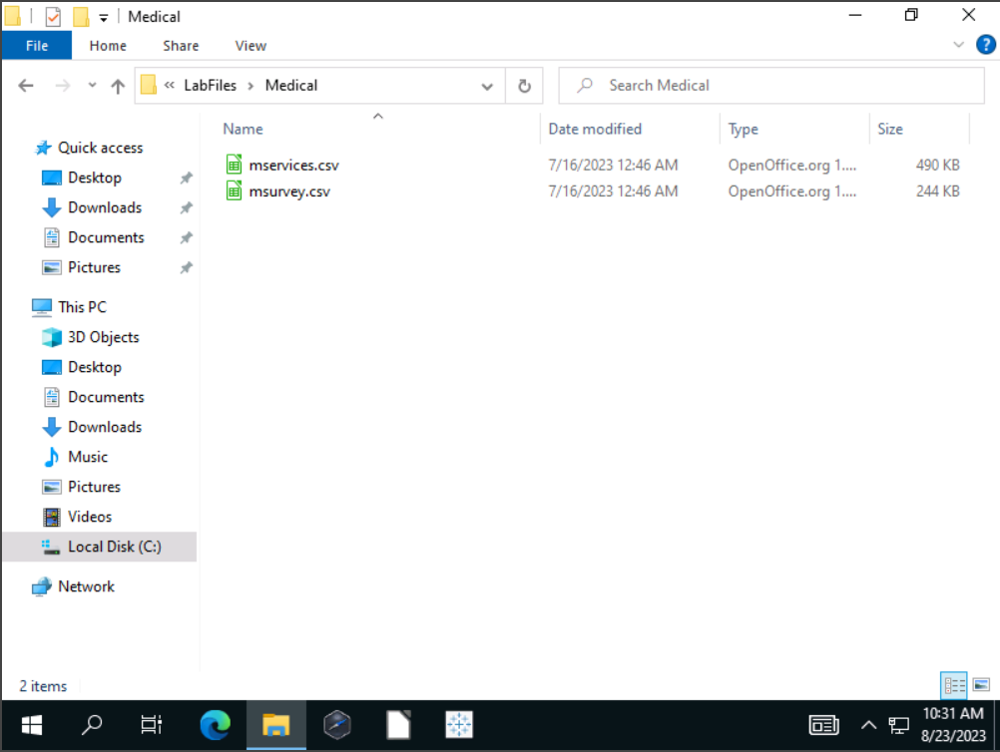 Medical
File Home Share View
« LabFiles > Medical
Search Medical
Name Date modified Type Size
mservices.csv 7/16/2023 12:46 AM OpenOffice.org 1.... 490 KB
msurvey.csv 7/16/2023 12:46 AM OpenOffice.org 1.... 244 KB
Quick access
Desktop
Downloads
Documents
Pictures
This PC
3D Objects
Desktop
Documents
Downloads
Music
Pictures
Videos
Local Disk (C:)
Network
2 items
10:31 AM
8/23/2023